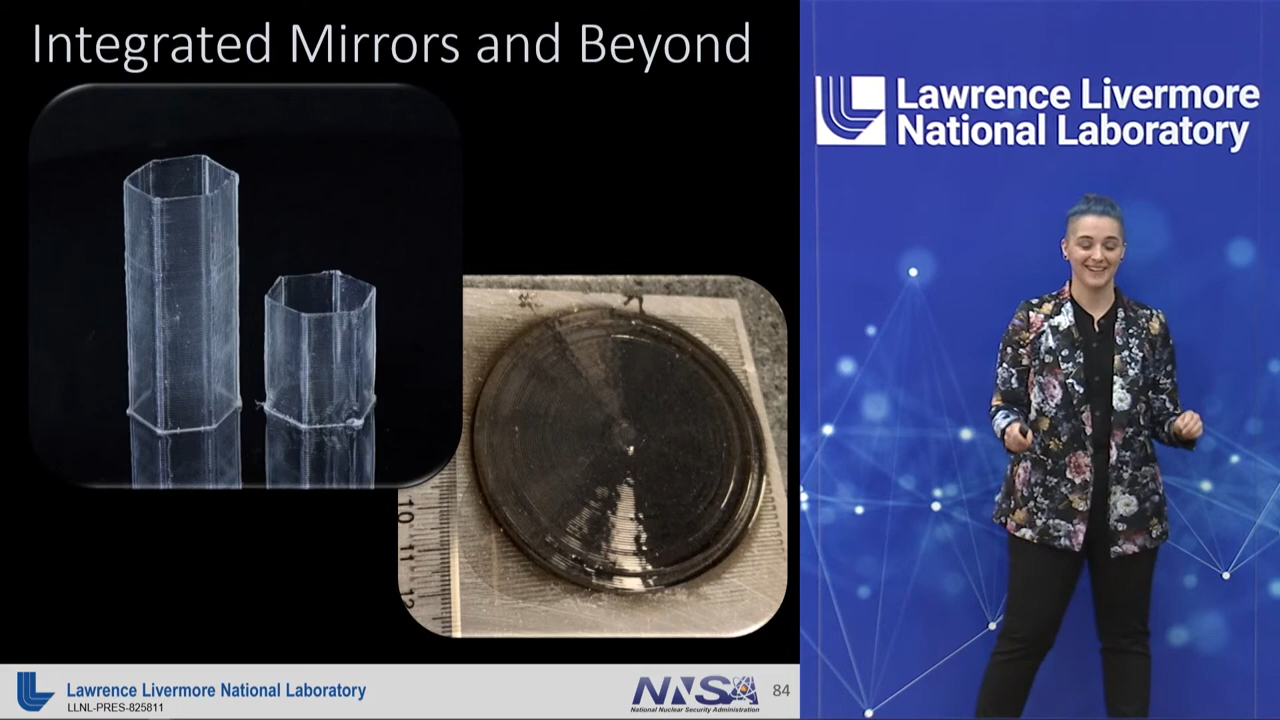 Integrated Mirrors and Beyond
Lawrence Livermore
National Laboratory
10
11
12
Lawrence Livermore National Laboratory
LLNL-PRES-825811
NNSA
National Nuclear Security Administration
84